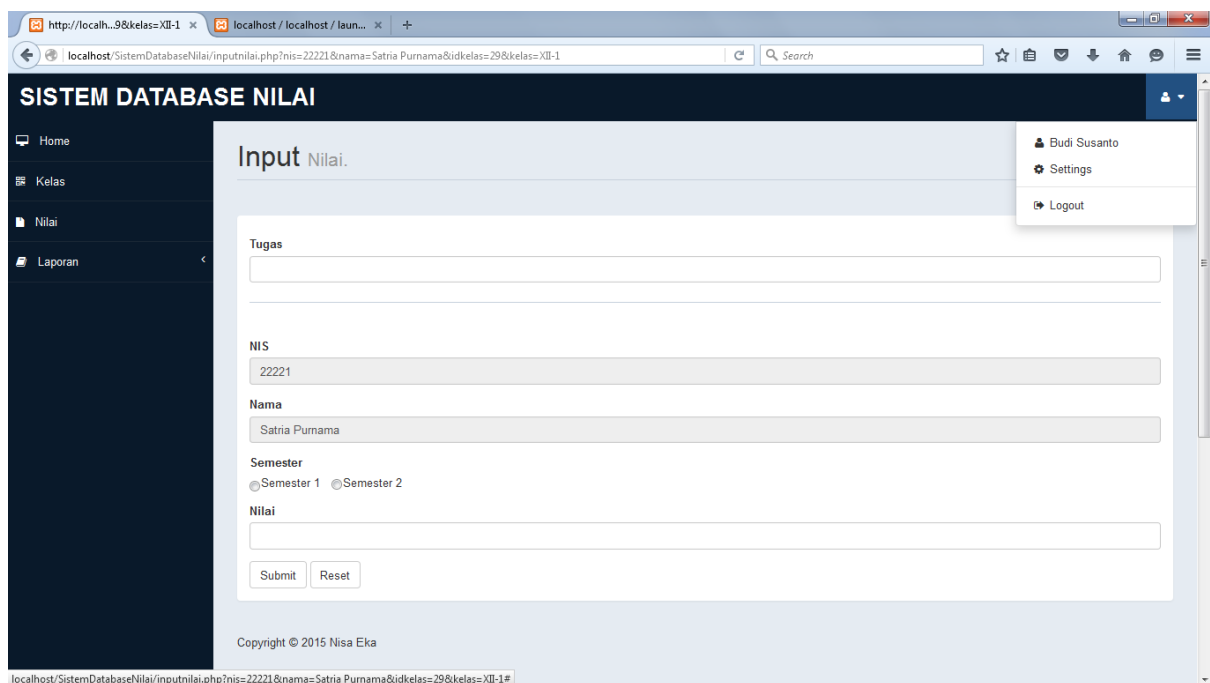 http://localh...9&kelas=XII-1
localhost / localhost / laun...
localhost/SistemDatabaseNilai/inputnilai.php?nis=22221&nama=Satria Purnama&idkelas=29&kelas=XII-1
Search
SISTEM DATABASE NILAI
Home
Kelas
Nilai
Laporan
Budi Susanto
Settings
Logout
Input Nilai.
Tugas
NIS
22221
Nama
Satria Purnama
Semester
Semester 1 Semester 2
Nilai
Submit Reset
Copyright © 2015 Nisa Eka
localhost/SistemDatabaseNilai/inputnilai.php?nis=22221&nama=Satria Purnama&idkelas=29&kelas=XII-1#